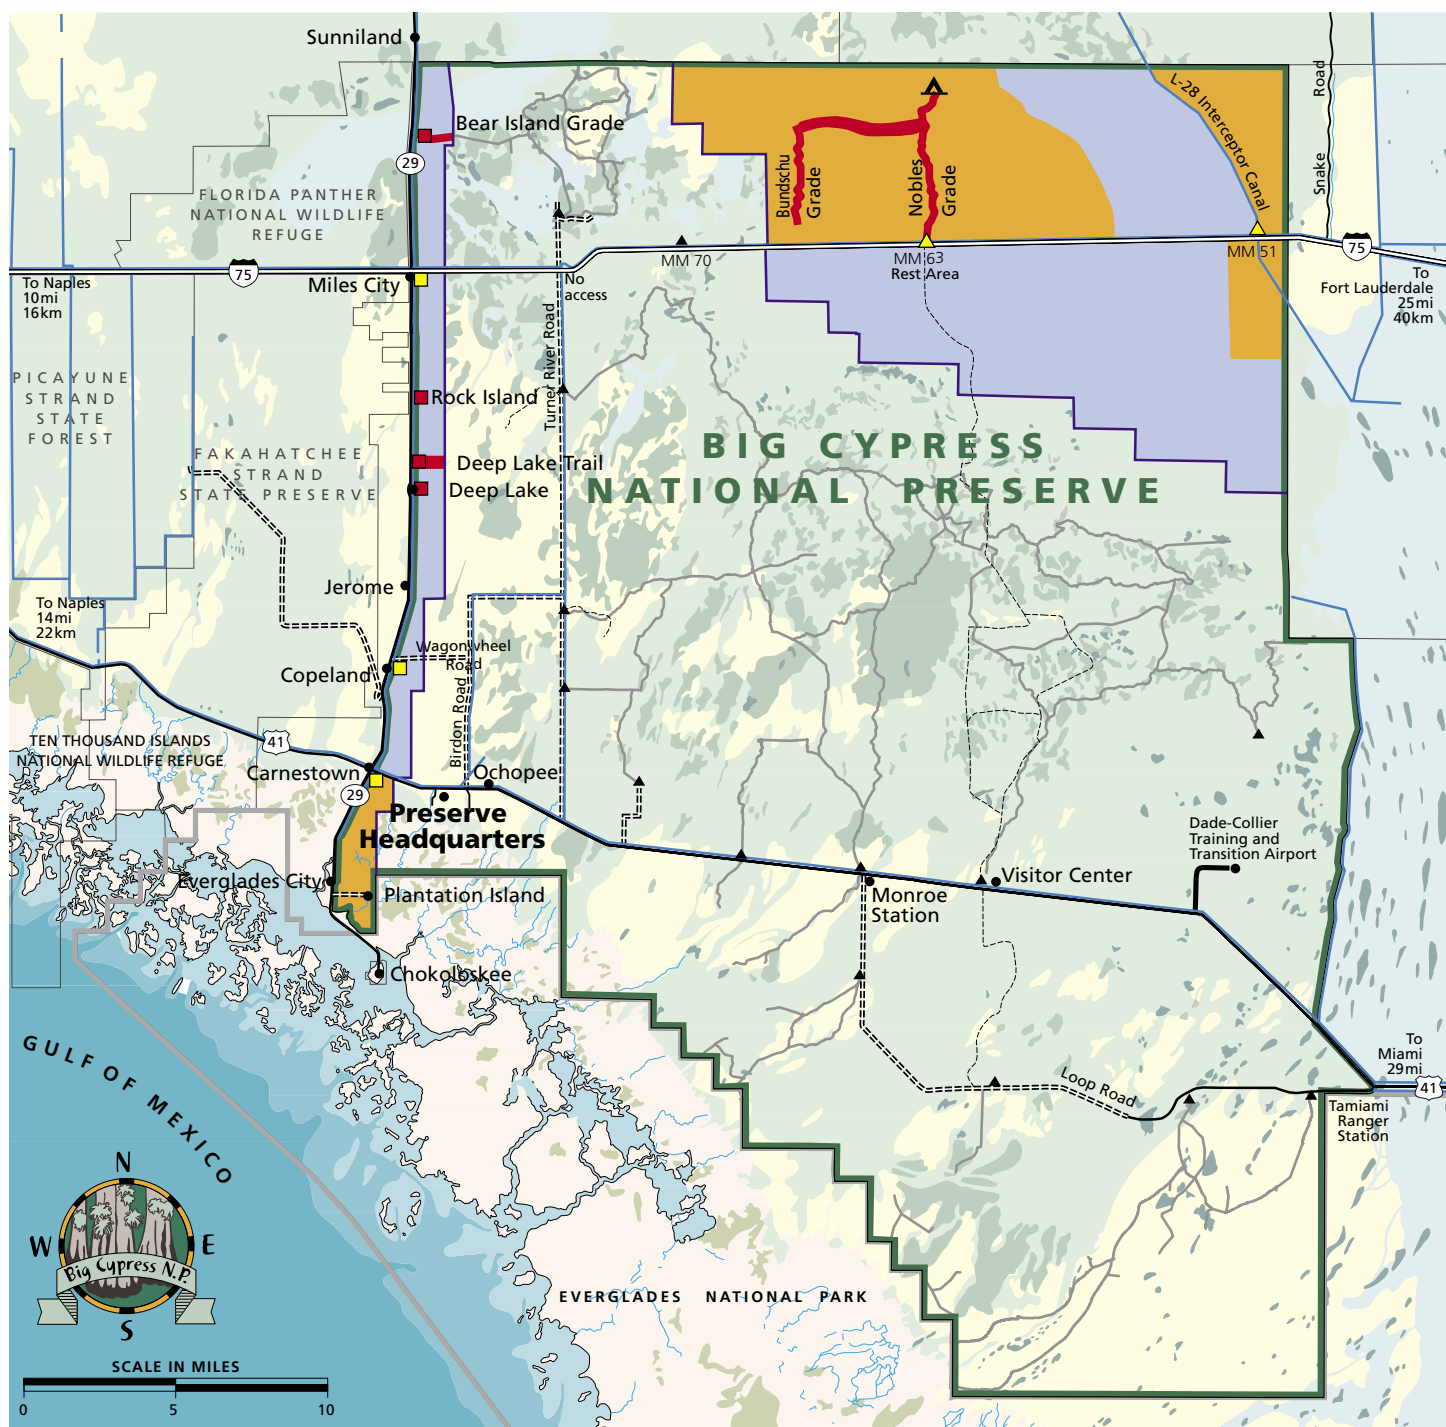 Sunniland
Bear Island Grade
29
FLORIDA PANTHER
NATIONAL WILDLIFE
REFUGE
Bundschu
Grade
Nobles
Grade
L-28 Interceptor Canal
Snake Road
75
MM 70
MM 63
Rest Area
MM 51
75
To Naples
10mi
16km
Miles City
No
access
To
Fort Lauderdale
25mi
40km
Turner River Road
PICAYUNE
STRAND
STATE
FOREST
Rock Island
FAKAHATCHEE
STRAND
STATE PRESERVE
Deep Lake Trail
Deep Lake
BIG CYPRESS
NATIONAL PRESERVE
Jerome
To Naples
14mi
22km
Wagonwheel
Road
Copeland
Birdon Road
TEN THOUSAND ISLANDS
NATIONAL WILDLIFE REFUGE
41
Carnestown
Ochopee
29
Preserve
Headquarters
Dade-Collier
Training and
Transition Airport
Everglades City
Plantation Island
Monroe
Station
Visitor Center
Chokoloskee
GULF OF MEXICO
Loop Road
To
Miami
29mi
41
Tamiami
Ranger
Station
N
W
E
S
Big Cypress N.P.
EVERGLADES NATIONAL PARK
SCALE IN MILES
0 5 10